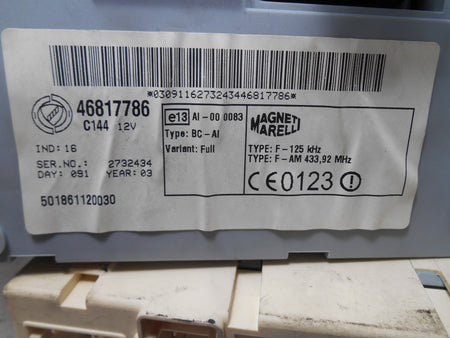 *0309116273243446817786*
46817786
C144 12V
IND: 16
SER.NO.: 2732434
DAY: 091 YEAR: 03
501861120030
e13 AI-00 0083
Type: BC-AI
Variant: Full
MAGNETI
MARELLI
TYPE: F-125 kHz
TYPE: F-AM 433,92 MHz
CE0123